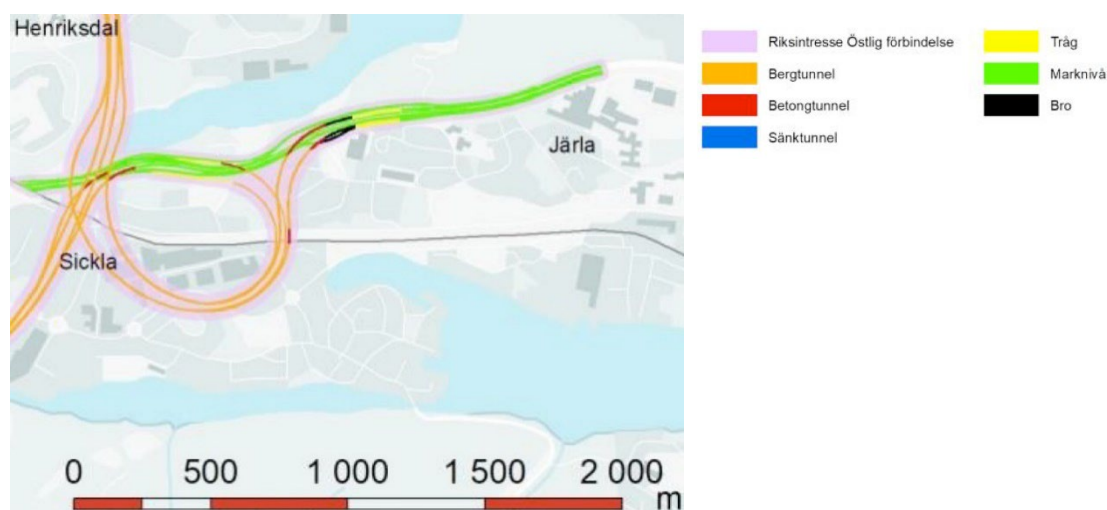 Henriksdal
Järla
Sickla
0 500 1 000 1 500 2 000
m
Riksintresse Östlig förbindelse
Bergtunnel
Betongtunnel
Sänktunnel
Tråg
Marknivå
Bro